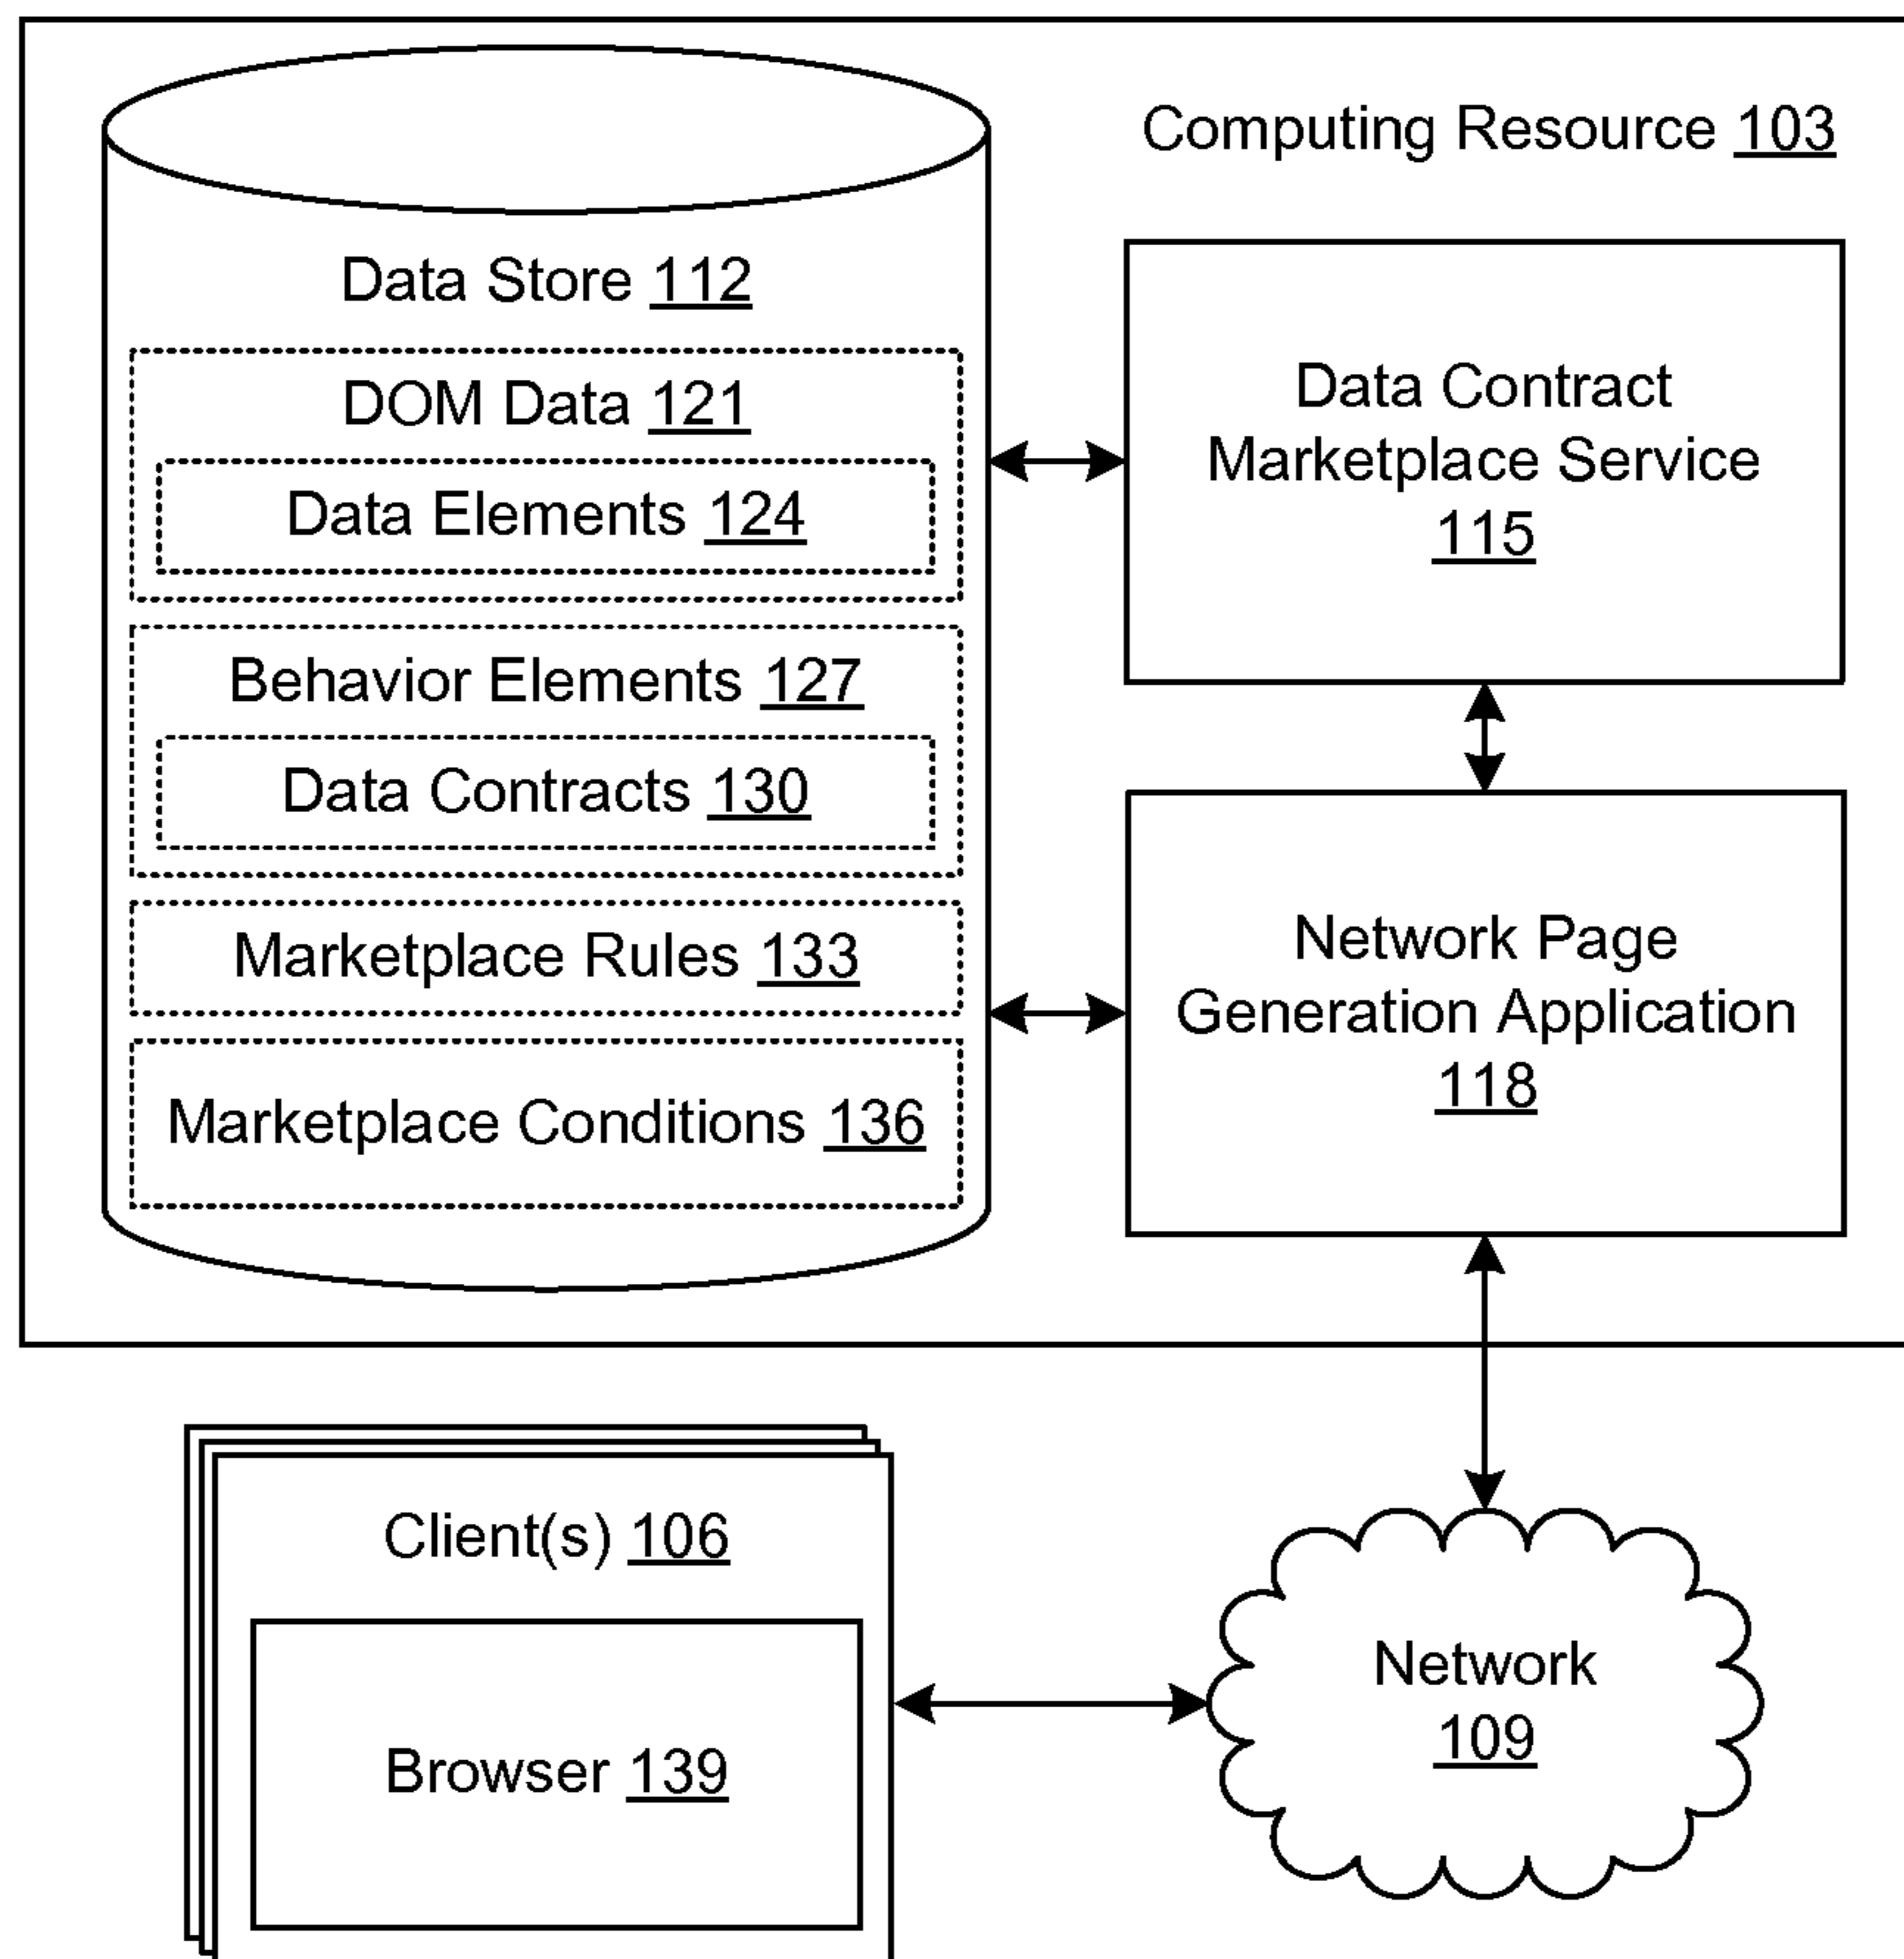 Computing Resource 103
Data Store 112
DOM Data 121
Data Elements 124
Behavior Elements 127
Data Contracts 130
Marketplace Rules 133
Marketplace Conditions 136
Data Contract
Marketplace Service
115
Network Page
Generation Application
118
Client(s) 106
Browser 139
Network
109